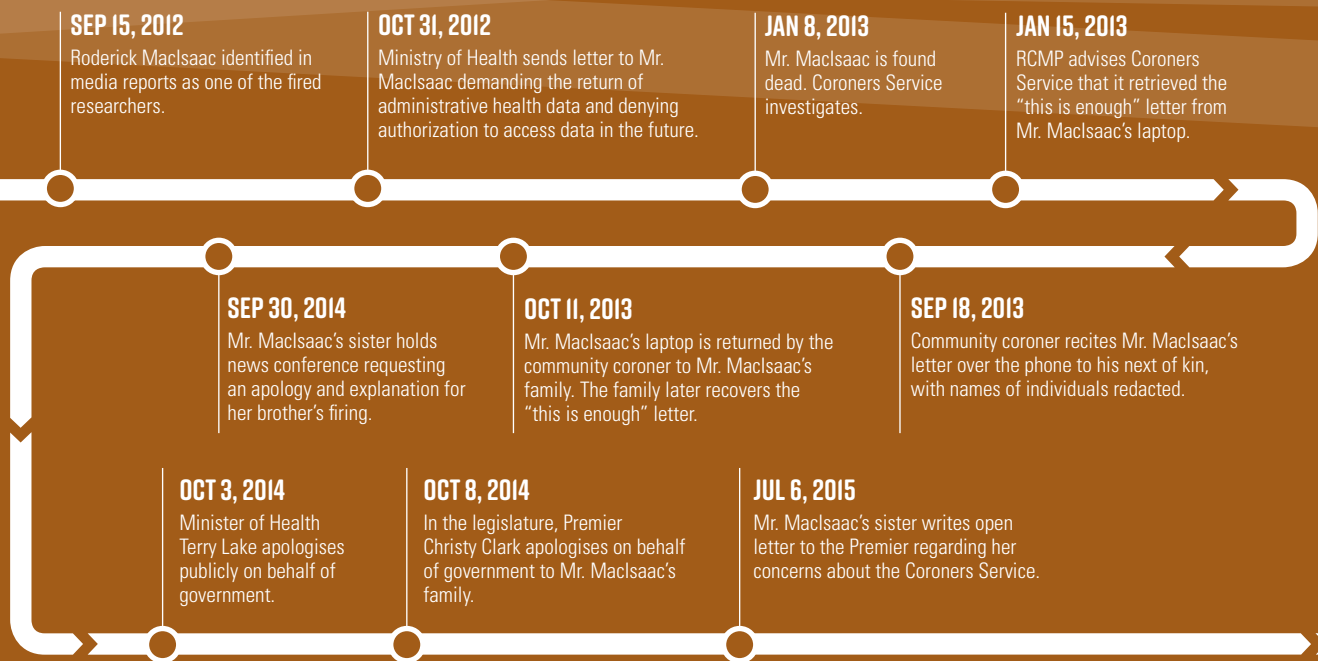 SEP 15, 2012
Roderick MacIsaac identified in
media reports as one of the fired
researchers.
OCT 31, 2012
Ministry of Health sends letter to Mr.
MacIsaac demanding the return of
administrative health data and denying
authorization to access data in the future.
JAN 8, 2013
Mr. MacIsaac is found
dead. Coroners Service
investigates.
JAN 15, 2013
RCMP advises Coroners
Service that it retrieved the
“this is enough” letter from
Mr. MacIsaac’s laptop.
SEP 18, 2013
Community coroner recites Mr. MacIsaac’s
letter over the phone to his next of kin,
with names of individuals redacted.
OCT 11, 2013
Mr. MacIsaac’s laptop is returned by the
community coroner to Mr. MacIsaac’s
family. The family later recovers the
“this is enough” letter.
SEP 30, 2014
Mr. MacIsaac’s sister holds
news conference requesting
an apology and explanation for
her brother’s firing.
OCT 3, 2014
Minister of Health
Terry Lake apologises
publicly on behalf of
government.
OCT 8, 2014
In the legislature, Premier
Christy Clark apologises on behalf
of government to Mr. MacIsaac’s
family.
JUL 6, 2015
Mr. MacIsaac’s sister writes open
letter to the Premier regarding her
concerns about the Coroners Service.